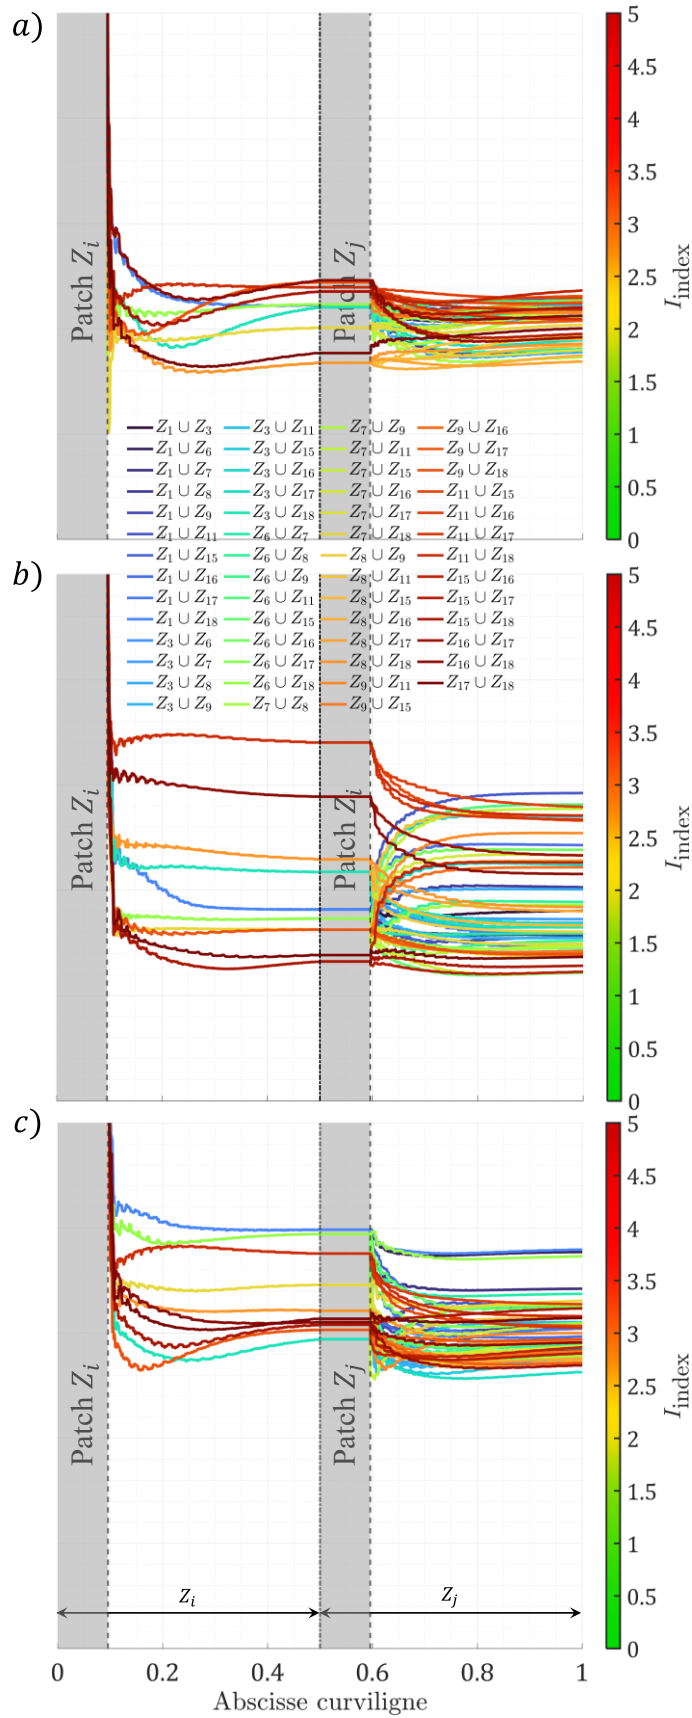 a)
Patch Z_i
Patch Z_j
5
4.5
4
3.5
3
2.5
2
1.5
1
0.5
0
I_index
Z_1 ∪ Z_3 Z_3 ∪ Z_11 Z_7 ∪ Z_9 Z_9 ∪ Z_16
Z_1 ∪ Z_6 Z_3 ∪ Z_15 Z_7 ∪ Z_11 Z_9 ∪ Z_17
Z_1 ∪ Z_7 Z_3 ∪ Z_16 Z_7 ∪ Z_15 Z_9 ∪ Z_18
Z_1 ∪ Z_8 Z_3 ∪ Z_17 Z_7 ∪ Z_16 Z_11 ∪ Z_15
Z_1 ∪ Z_9 Z_3 ∪ Z_18 Z_7 ∪ Z_17 Z_11 ∪ Z_16
Z_1 ∪ Z_11 Z_6 ∪ Z_7 Z_7 ∪ Z_18 Z_11 ∪ Z_17
Z_1 ∪ Z_15 Z_6 ∪ Z_8 Z_8 ∪ Z_9 Z_11 ∪ Z_18
Z_1 ∪ Z_16 Z_6 ∪ Z_9 Z_8 ∪ Z_11 Z_15 ∪ Z_16
Z_1 ∪ Z_17 Z_6 ∪ Z_11 Z_8 ∪ Z_15 Z_15 ∪ Z_17
Z_1 ∪ Z_18 Z_6 ∪ Z_15 Z_8 ∪ Z_16 Z_15 ∪ Z_18
Z_3 ∪ Z_6 Z_6 ∪ Z_16 Z_8 ∪ Z_17 Z_16 ∪ Z_17
Z_3 ∪ Z_7 Z_6 ∪ Z_17 Z_8 ∪ Z_18 Z_16 ∪ Z_18
Z_3 ∪ Z_8 Z_6 ∪ Z_18 Z_9 ∪ Z_11 Z_17 ∪ Z_18
Z_3 ∪ Z_9 Z_7 ∪ Z_8 Z_9 ∪ Z_15
b)
Patch Z_i
Patch Z_i
5
4.5
4
3.5
3
2.5
2
1.5
1
0.5
0
I_index
c)
Patch Z_i
Patch Z_j
5
4.5
4
3.5
3
2.5
2
1.5
1
0.5
0
I_index
Z_i
Z_j
0 0.2 0.4 0.6 0.8 1
Abscisse curviligne